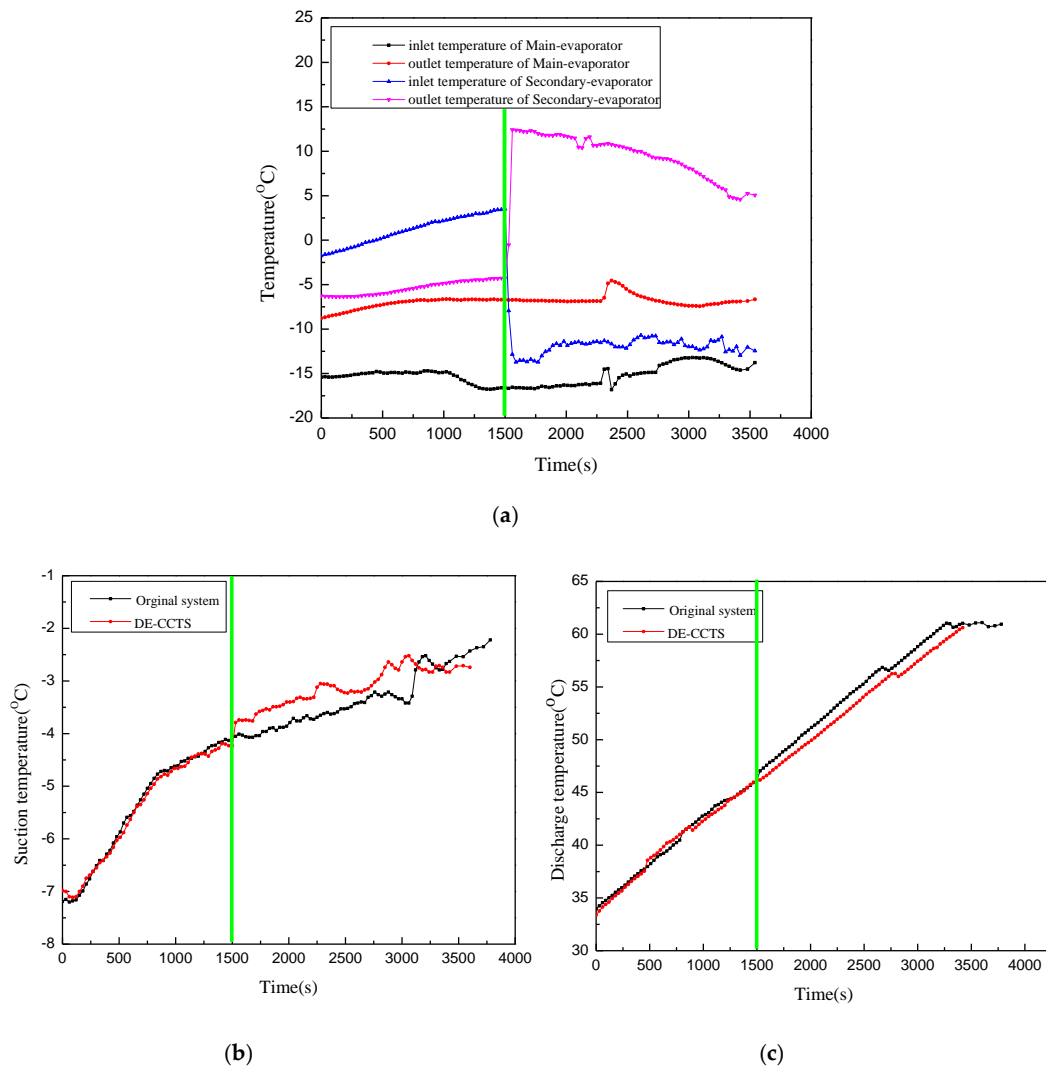 25
20
15
10
5
0
-5
-10
-15
-20
Temperature(OC)
inlet temperature of Main-evaporator
outlet temperature of Main-evaporator
inlet temperature of Secondary-evaporator
outlet temperature of Secondary-evaporator
0 500 1000 1500 2000 2500 3000 3500 4000
Time(s)
(a)
-1
-2
-3
-4
-5
-6
-7
-8
Suction temperature(OC)
Orginal system
DE-CCTS
0 500 1000 1500 2000 2500 3000 3500 4000
Time(s)
(b)
65
60
55
50
45
40
35
30
Discharge temperature(OC)
Original system
DE-CCTS
0 500 1000 1500 2000 2500 3000 3500 4000
Time(s)
(c)